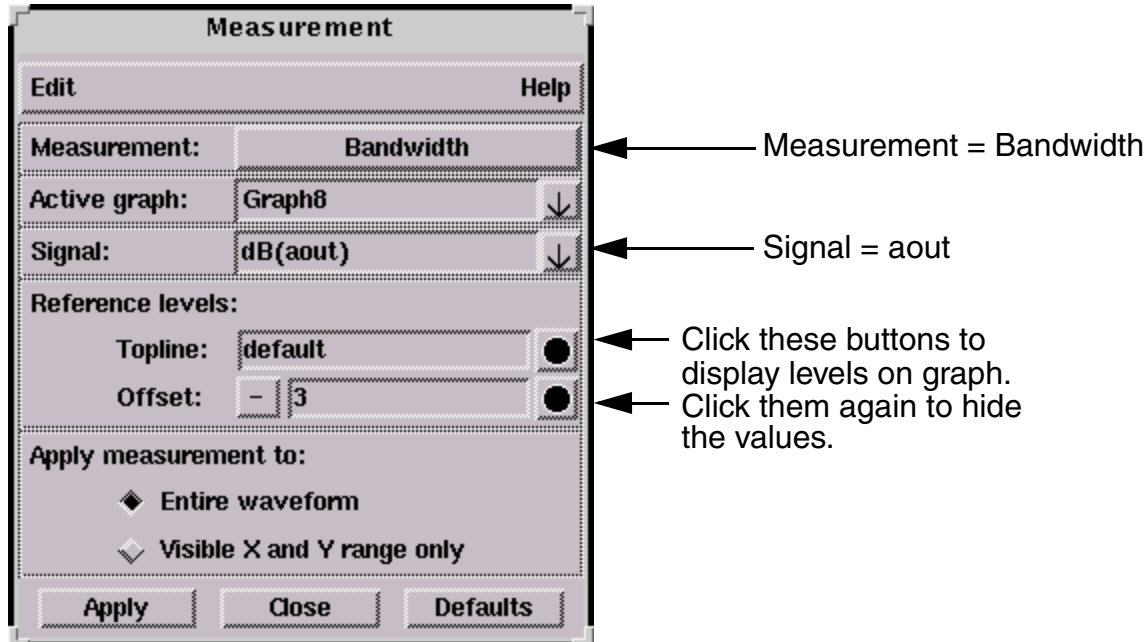 Measurement
Edit Help
Measurement: Bandwidth
Measurement = Bandwidth
Active graph: Graph8
Signal: dB(aout)
Signal = aout
Reference levels:
Topline: default
Offset: - 3
Click these buttons to
display levels on graph.
Click them again to hide
the values.
Apply measurement to:
Entire waveform
Visible X and Y range only
Apply Close Defaults